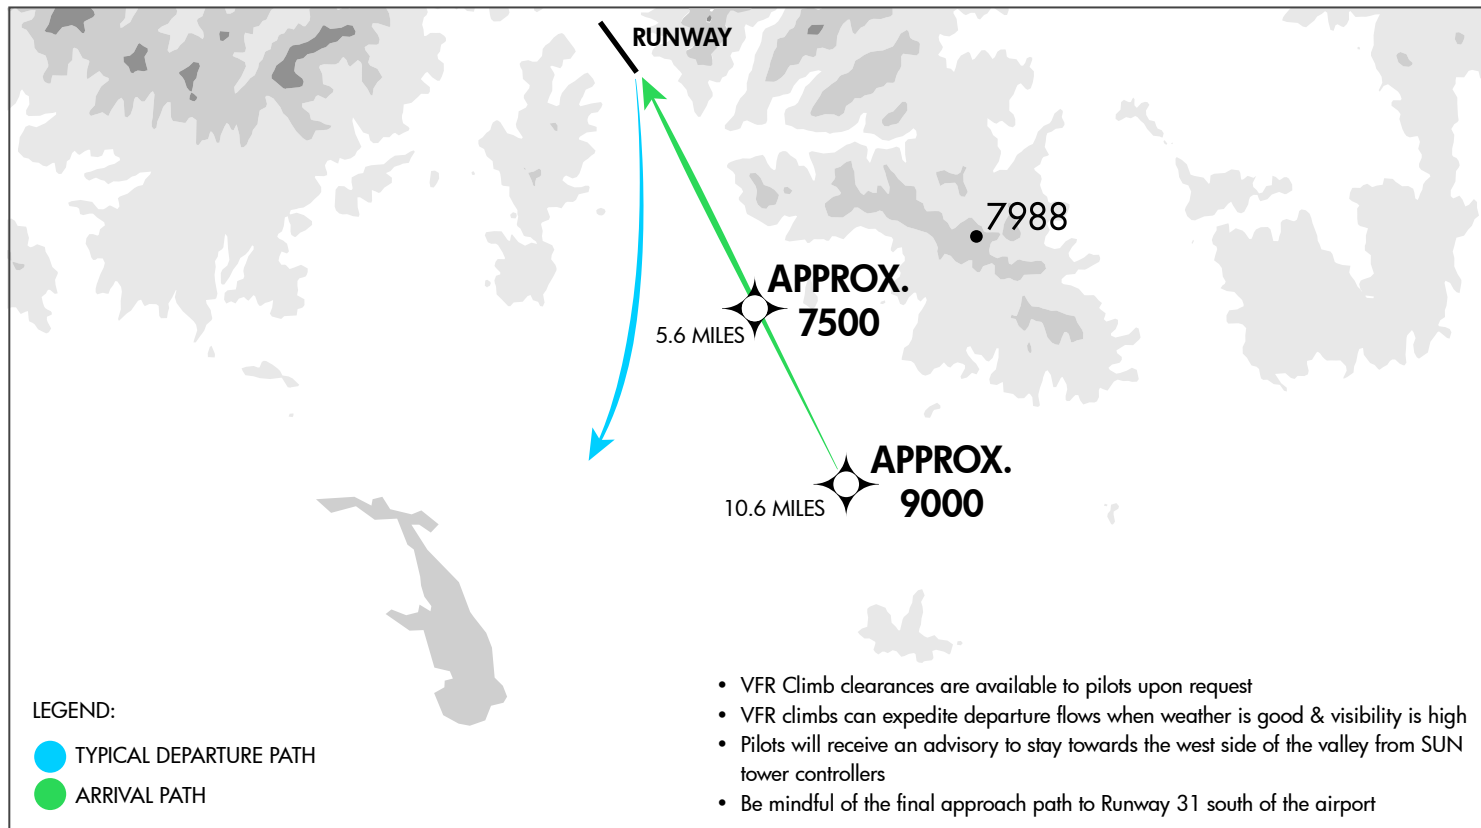 RUNWAY
7988
APPROX.
7500
5.6 MILES
APPROX.
9000
10.6 MILES
LEGEND:
TYPICAL DEPARTURE PATH
ARRIVAL PATH
• VFR Climb clearances are available to pilots upon request
• VFR climbs can expedite departure flows when weather is good & visibility is high
• Pilots will receive an advisory to stay towards the west side of the valley from SUN
tower controllers
• Be mindful of the final approach path to Runway 31 south of the airport